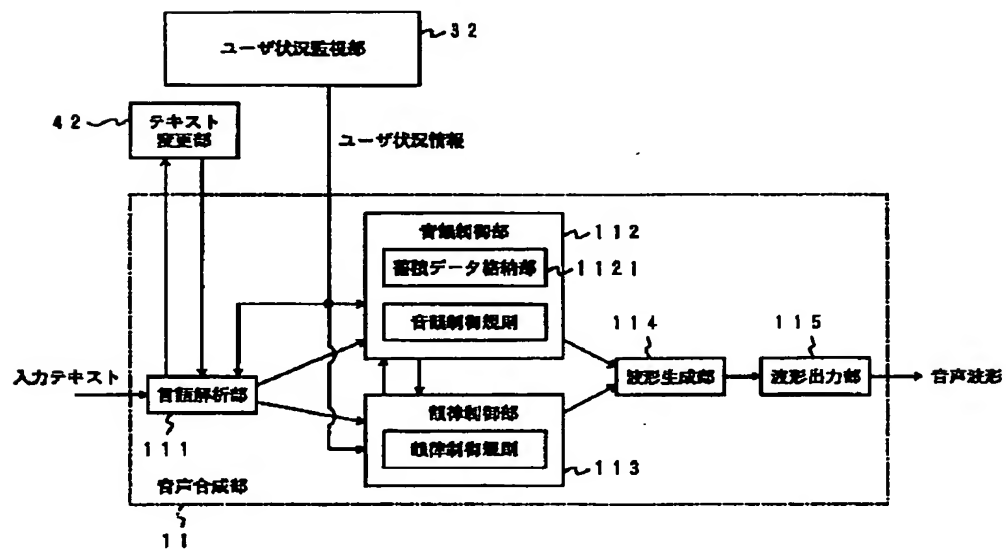 ユーザ状況監視部
32
42
テキスト
変更部
ユーザ状況情報
音韻制御部
112
蓄積データ格納部
1121
音韻制御規則
入力テキスト
言語解析部
111
114
波形生成部
115
波形出力部
音声波形
韻律制御部
韻律制御規則
113
音声合成部
11